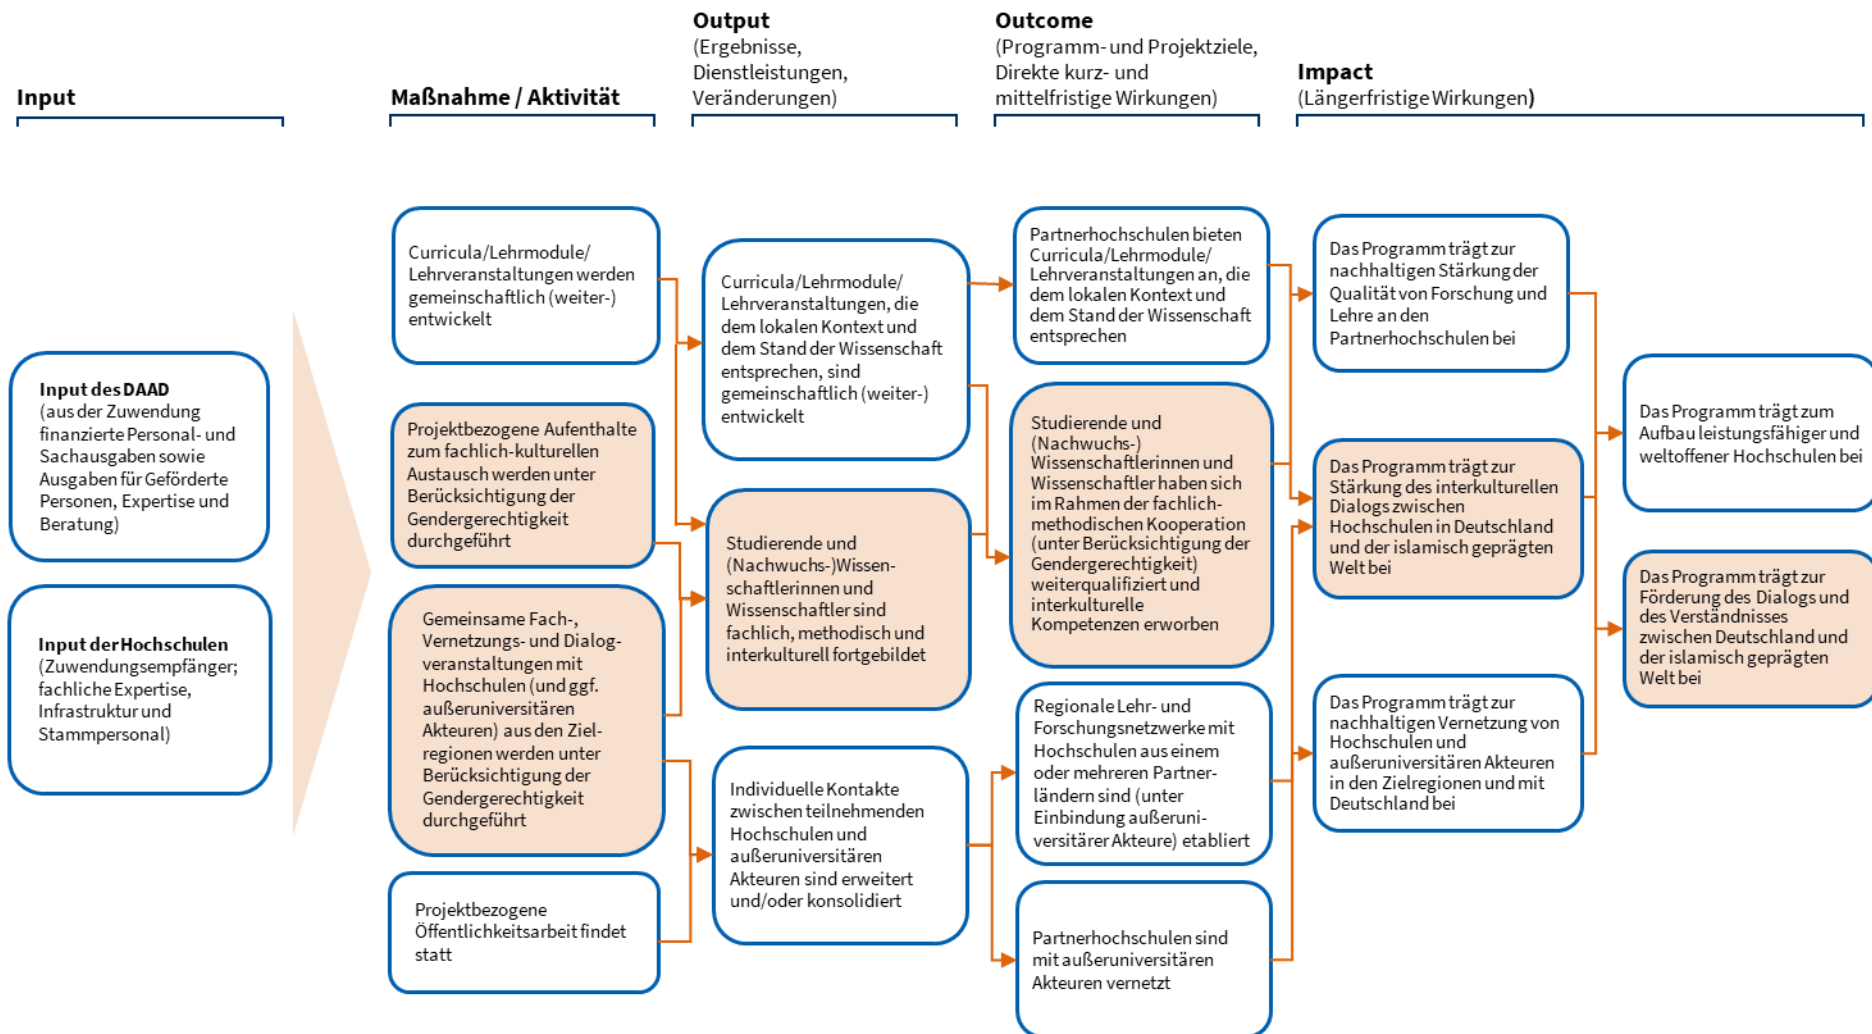 Input
Maßnahme / Aktivität
Output
(Ergebnisse,
Dienstleistungen,
Veränderungen)
Outcome
(Programm- und Projektziele,
Direkte kurz- und
mittelfristige Wirkungen)
Impact
(Längerfristige Wirkungen)
Input des DAAD
(aus der Zuwendung
finanzierte Personal- und
Sachausgaben sowie
Ausgaben für Geförderte
Personen, Expertise und
Beratung)
Input der Hochschulen
(Zuwendungsempfänger;
fachliche Expertise,
Infrastruktur und
Stammpersonal)
Curricula/Lehrmodule/
Lehrveranstaltungen werden
gemeinschaftlich (weiter-)
entwickelt
Projektbezogene Aufenthalte
zum fachlich-kulturellen
Austausch werden unter
Berücksichtigung der
Gendergerechtigkeit
durchgeführt
Gemeinsame Fach-,
Vernetzungs- und Dialog-
veranstaltungen mit
Hochschulen (und ggf.
außeruniversitären
Akteuren) aus den Ziel-
regionen werden unter
Berücksichtigung der
Gendergerechtigkeit
durchgeführt
Projektbezogene
Öffentlichkeitsarbeit findet
statt
Curricula/Lehrmodule/
Lehrveranstaltungen, die
dem lokalen Kontext und
dem Stand der Wissenschaft
entsprechen, sind
gemeinschaftlich (weiter-)
entwickelt
Studierende und
(Nachwuchs-)Wissen-
schaftlerinnen und
Wissenschaftler sind
fachlich, methodisch und
interkulturell fortgebildet
Individuelle Kontakte
zwischen teilnehmenden
Hochschulen und
außeruniversitären
Akteuren sind erweitert
und/oder konsolidiert
Partnerhochschulen bieten
Curricula/Lehrmodule/
Lehrveranstaltungen an, die
dem lokalen Kontext und
dem Stand der Wissenschaft
entsprechen
Studierende und
(Nachwuchs-)
Wissenschaftlerinnen und
Wissenschaftler haben sich
im Rahmen der fachlich-
methodischen Kooperation
(unter Berücksichtigung der
Gendergerechtigkeit)
weiterqualifiziert und
interkulturelle
Kompetenzen erworben
Regionale Lehr- und
Forschungsnetzwerke mit
Hochschulen aus einem
oder mehreren Partner-
ländern sind (unter
Einbindung außeruni-
versitärer Akteure) etabliert
Partnerhochschulen sind
mit außeruniversitären
Akteuren vernetzt
Das Programm trägt zur
nachhaltigen Stärkung der
Qualität von Forschung und
Lehre an den
Partnerhochschulen bei
Das Programm trägt zur
Stärkung des interkulturellen
Dialogs zwischen
Hochschulen in Deutschland
und der islamisch geprägten
Welt bei
Das Programm trägt zur
nachhaltigen Vernetzung von
Hochschulen und
außeruniversitären Akteuren
in den Zielregionen und mit
Deutschland bei
Das Programm trägt zum
Aufbau leistungsfähiger und
weltoffener Hochschulen bei
Das Programm trägt zur
Förderung des Dialogs und
des Verständnisses
zwischen Deutschland und
der islamisch geprägten
Welt bei